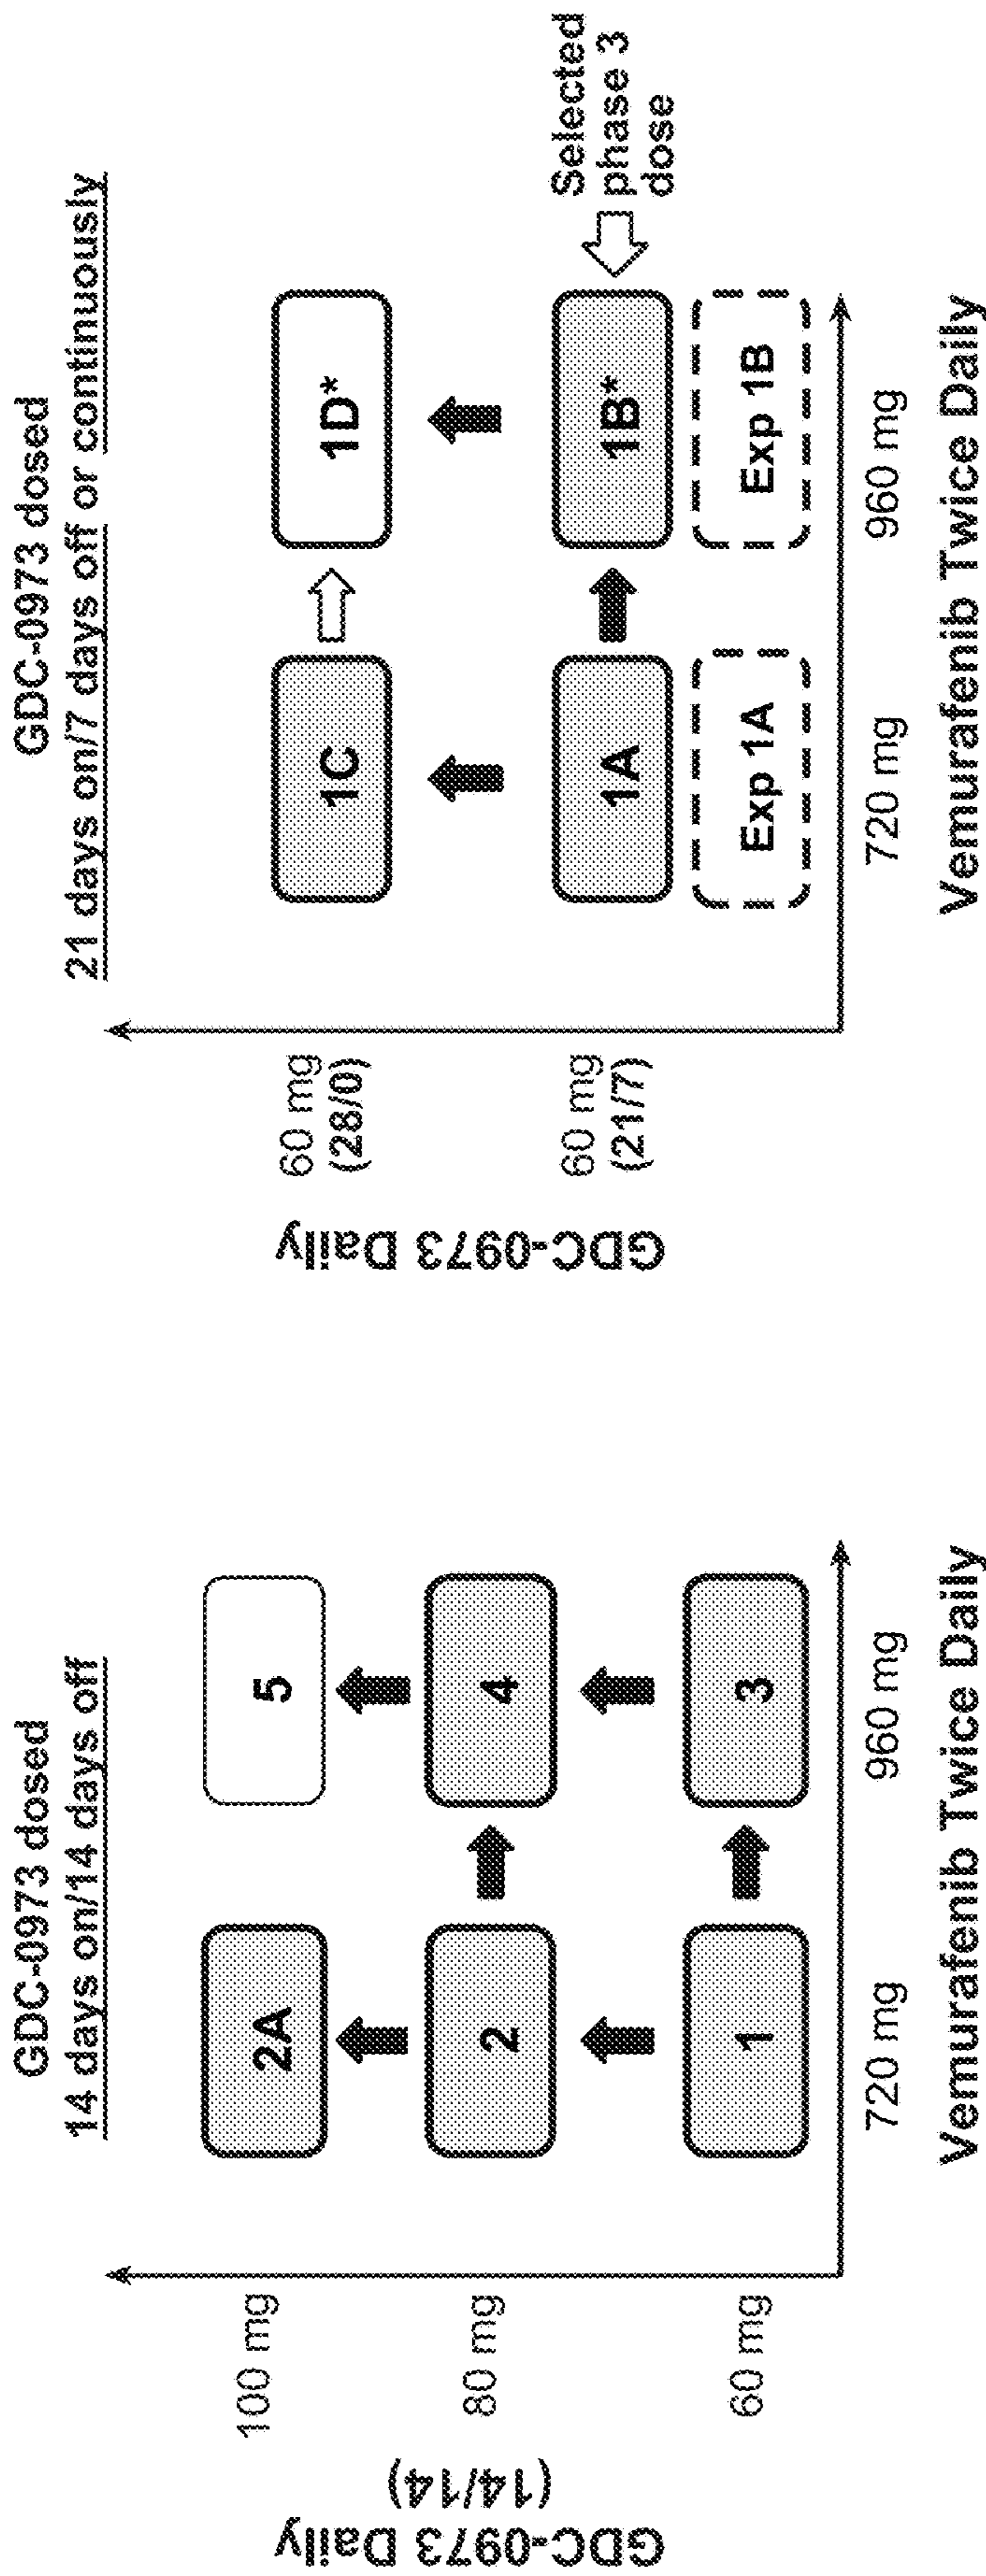 GDC-0973 dosed
14 days on/14 days off
GDC-0973 Daily
(14/14)
100 mg
80 mg
60 mg
2A
5
2
4
1
3
720 mg
960 mg
Vemurafenib Twice Daily
GDC-0973 dosed
21 days on/7 days off or continuously
GDC-0973 Daily
60 mg
(28/0)
60 mg
(21/7)
1C
1D*
1A
1B*
Exp 1A
Exp 1B
Selected
phase 3
dose
720 mg
960 mg
Vemurafenib Twice Daily